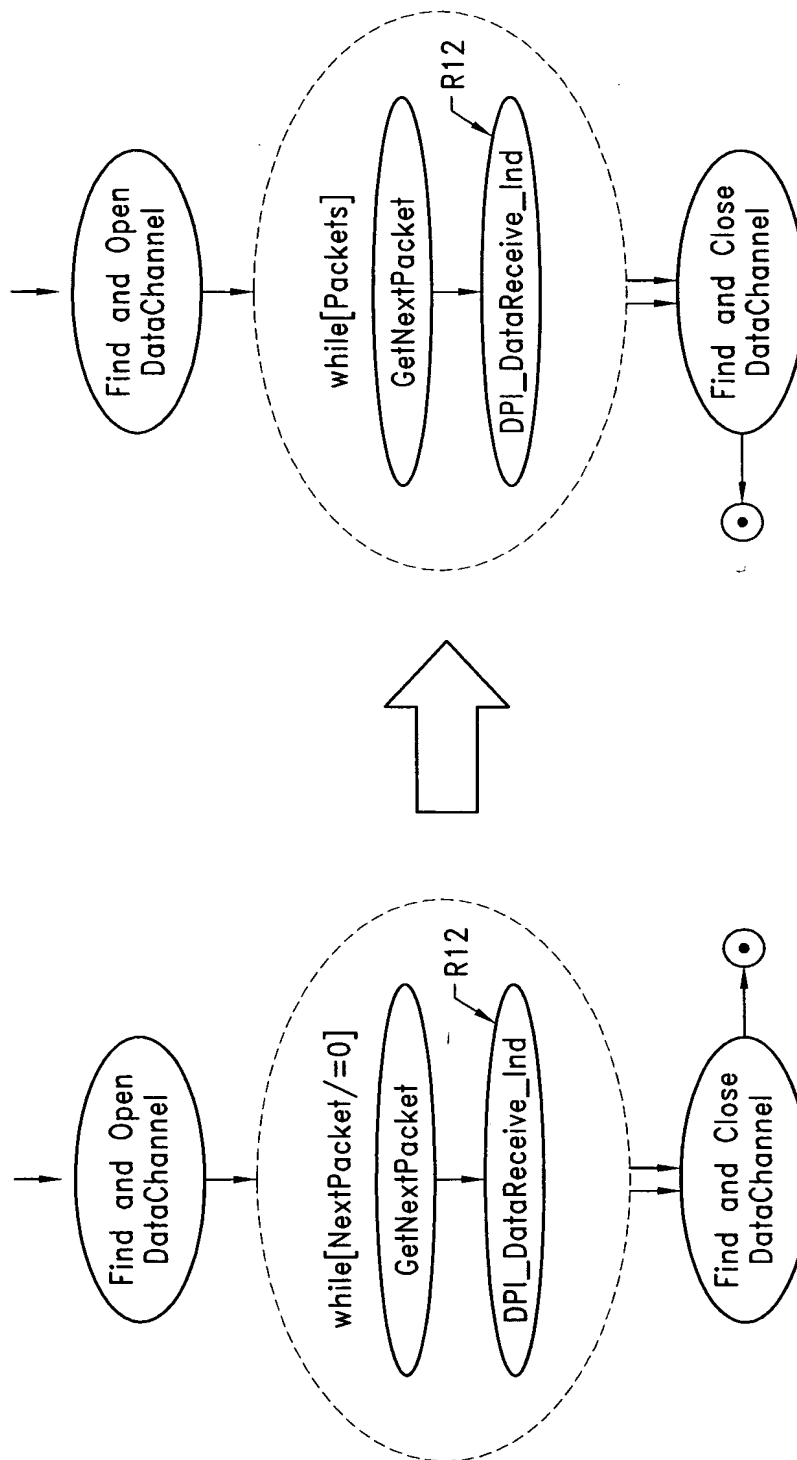 Find and Open
DataChannel
while[NextPacket/=0]
GetNextPacket
DPI_DataReceive_Ind
R12
Find and Close
DataChannel
Find and Open
DataChannel
while[Packets]
GetNextPacket
DPI_DataReceive_Ind
R12
Find and Close
DataChannel